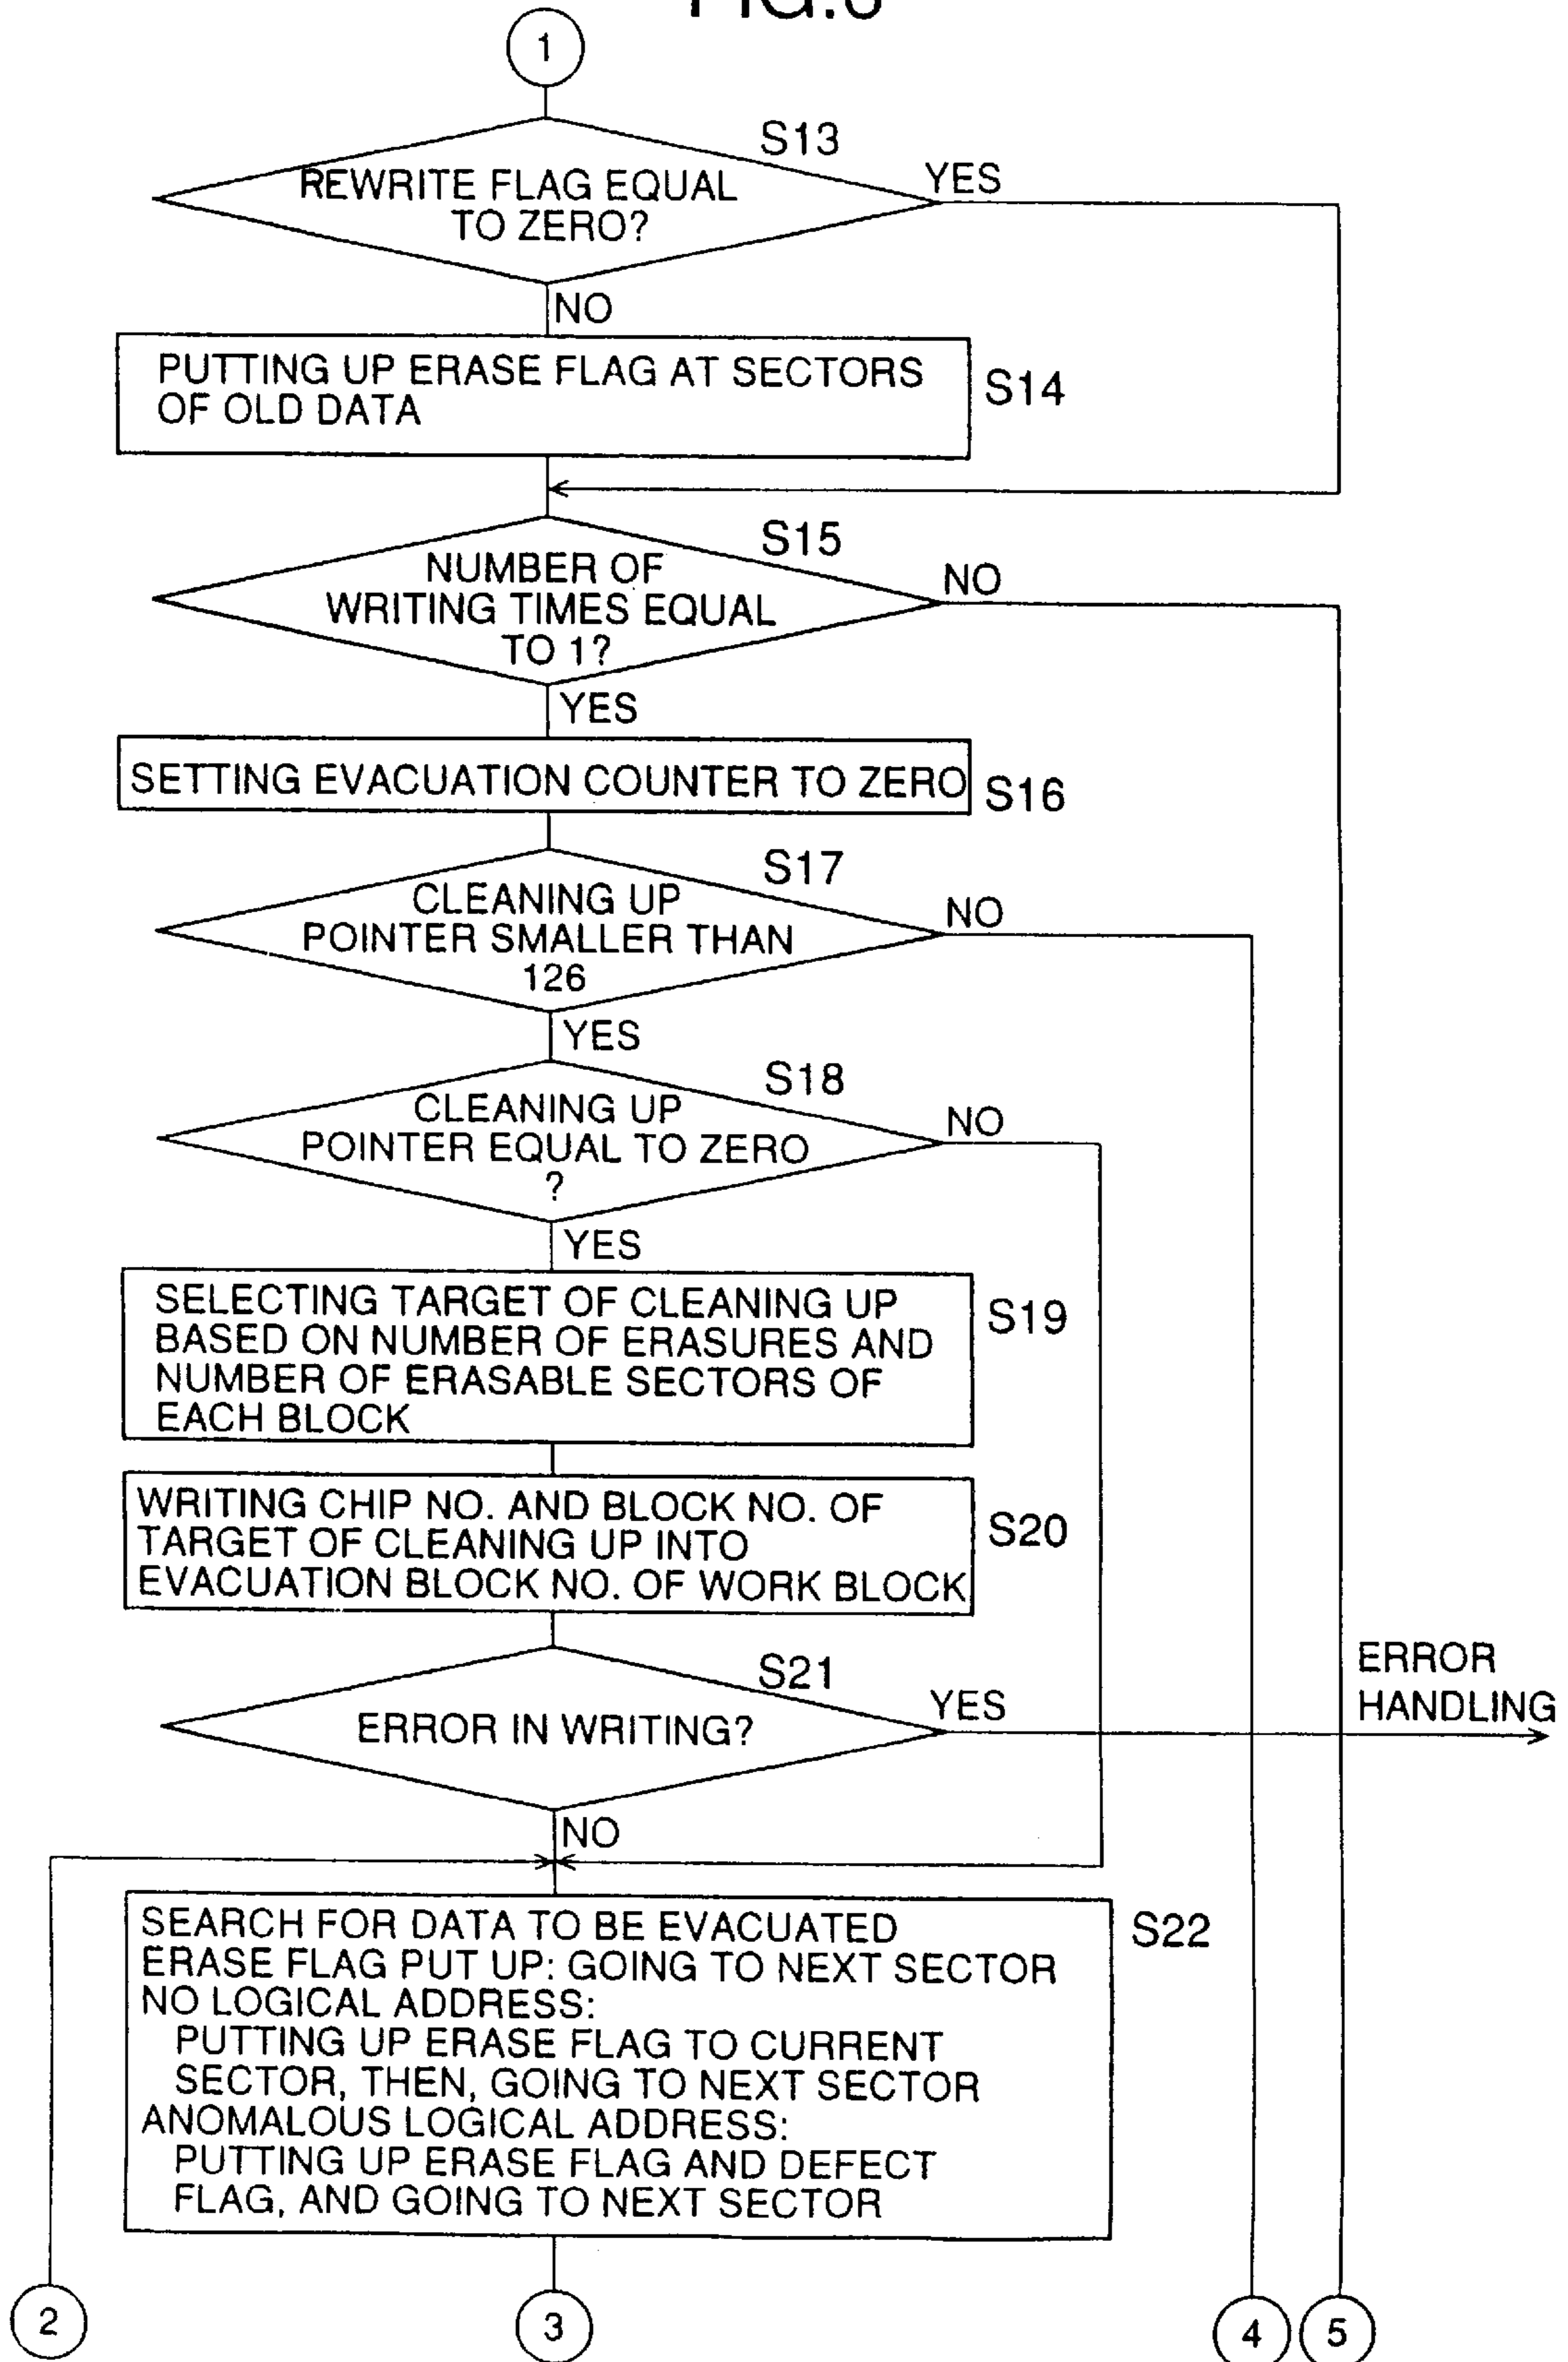 1
S13
REWRITE FLAG EQUAL
TO ZERO?
YES
NO
PUTTING UP ERASE FLAG AT SECTORS
OF OLD DATA
S14
S15
NUMBER OF
WRITING TIMES EQUAL
TO 1?
NO
YES
SETTING EVACUATION COUNTER TO ZERO
S16
S17
CLEANING UP
POINTER SMALLER THAN
126
NO
YES
S18
CLEANING UP
POINTER EQUAL TO ZERO
?
NO
YES
SELECTING TARGET OF CLEANING UP
BASED ON NUMBER OF ERASURES AND
NUMBER OF ERASABLE SECTORS OF
EACH BLOCK
S19
WRITING CHIP NO. AND BLOCK NO. OF
TARGET OF CLEANING UP INTO
EVACUATION BLOCK NO. OF WORK BLOCK
S20
S21
ERROR IN WRITING?
YES
ERROR
HANDLING
NO
SEARCH FOR DATA TO BE EVACUATED
ERASE FLAG PUT UP: GOING TO NEXT SECTOR
NO LOGICAL ADDRESS:
PUTTING UP ERASE FLAG TO CURRENT
SECTOR, THEN, GOING TO NEXT SECTOR
ANOMALOUS LOGICAL ADDRESS:
PUTTING UP ERASE FLAG AND DEFECT
FLAG, AND GOING TO NEXT SECTOR
S22
2
3
4
5